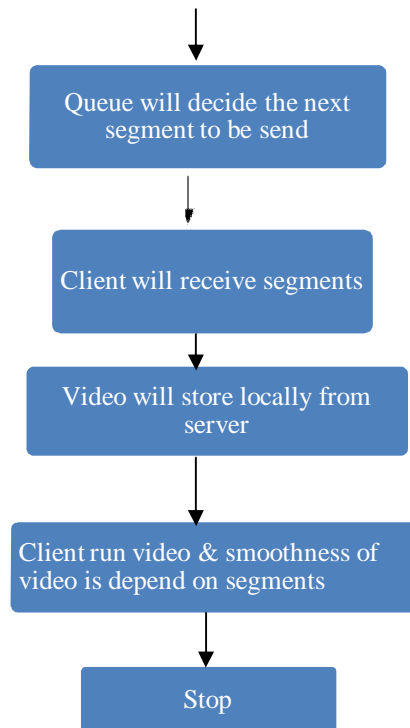 Queue will decide the next
segment to be send
Client will receive segments
Video will store locally from
server
Client run video & smoothness of
video is depend on segments
Stop